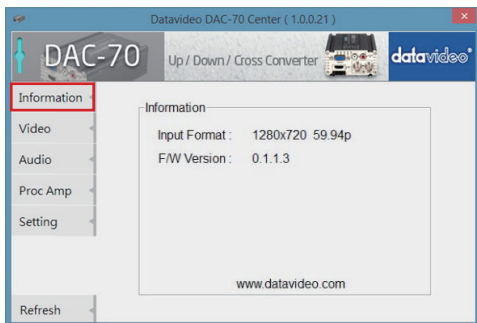 Datavideo DAC-70 Center ( 1.0.0.21 )
DAC-70
Up / Down / Cross Converter
datavideo
Information
Video
Audio
Proc Amp
Setting
Refresh
Information
Input Format : 1280x720 59.94p
F/W Version : 0.1.1.3
www.datavideo.com